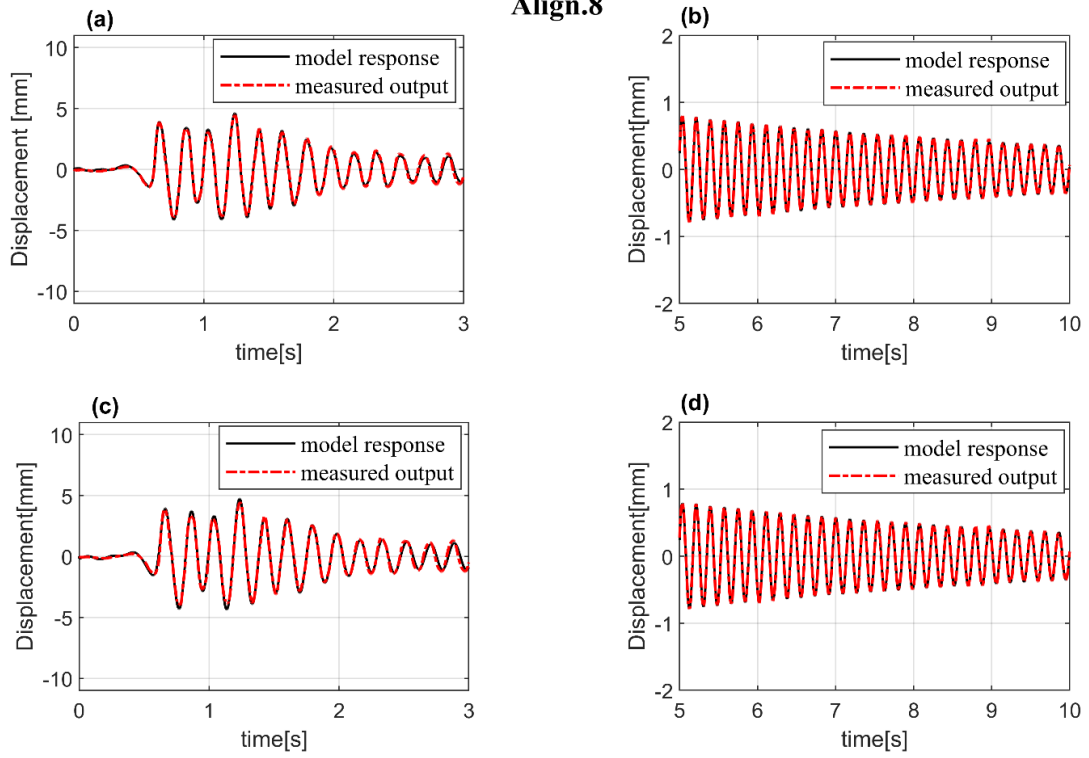 Align.8
(a)
Displacement [mm]
10
5
0
-5
-10
model response
measured output
0
1
2
3
time[s]
(b)
Displacement[mm]
2
1
0
-1
-2
model response
measured output
5
6
7
8
9
10
time[s]
(c)
Displacement[mm]
10
5
0
-5
-10
model response
measured output
0
1
2
3
time[s]
(d)
Displacement[mm]
2
1
0
-1
-2
model response
measured output
5
6
7
8
9
10
time[s]